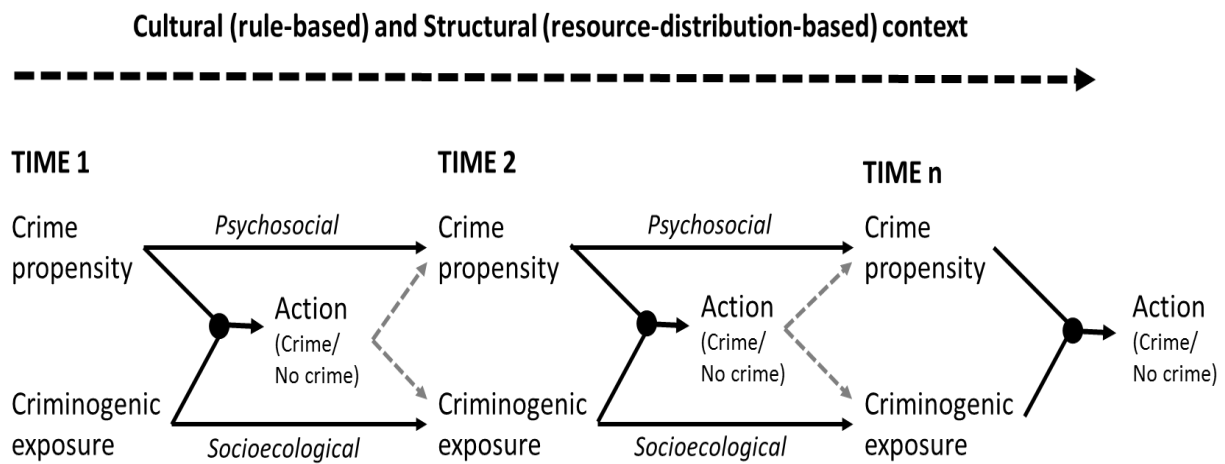 Cultural (rule-based) and Structural (resource-distribution-based) context
TIME 1
Crime
propensity
Psychosocial
Action
(Crime/
No crime)
Criminogenic
exposure
Socioecological
TIME 2
Crime
propensity
Psychosocial
Action
(Crime/
No crime)
Criminogenic
exposure
Socioecological
TIME n
Crime
propensity
Action
(Crime/
No crime)
Criminogenic
exposure